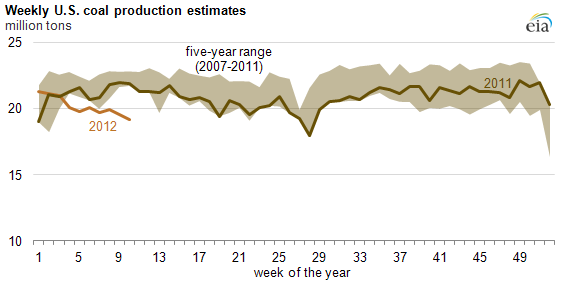 Weekly U.S. coal production estimates
million tons
eia
25
five-year range
(2007-2011)
2011
20
2012
15
10
1 5 9 13 17 21 25 29 33 37 41 45 49
week of the year